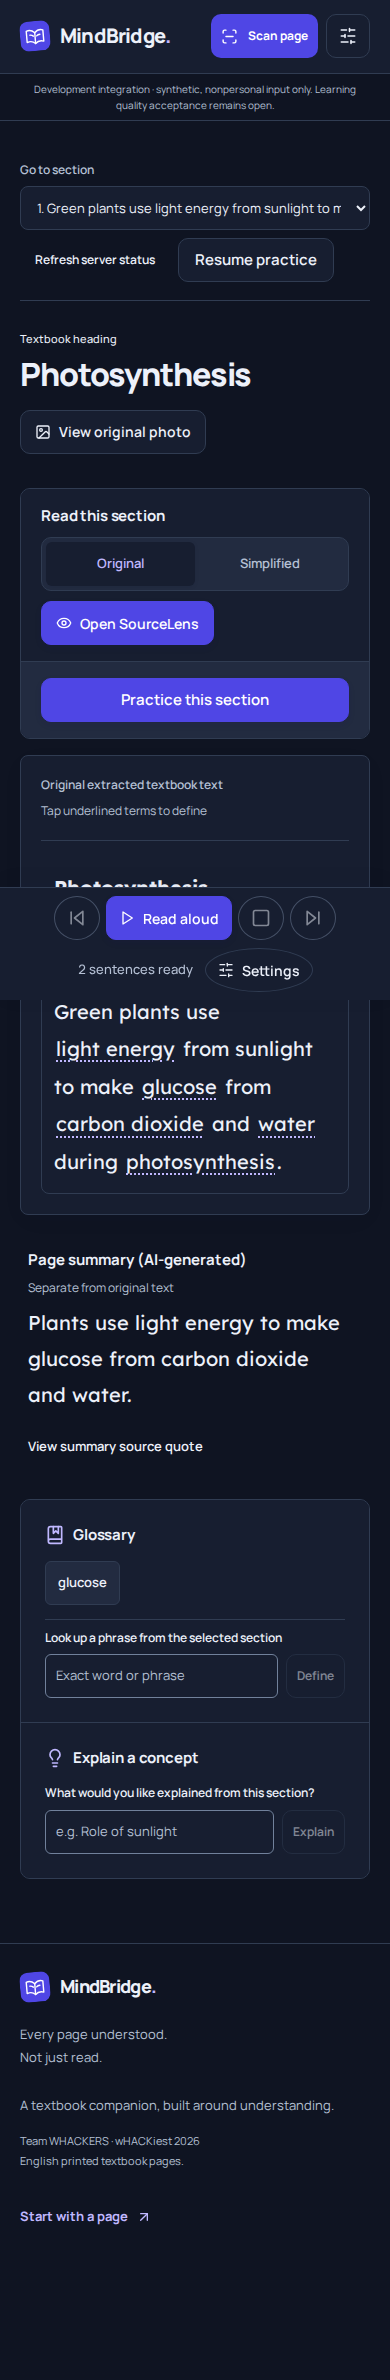 MindBridge.
Scan page
Development integration · synthetic, nonpersonal input only. Learning
quality acceptance remains open.
Go to section
1. Green plants use light energy from sunlight to m
Refresh server status
Resume practice
Textbook heading
Photosynthesis
View original photo
Read this section
Original
Simplified
Open SourceLens
Practice this section
Original extracted textbook text
Tap underlined terms to define
Photosynthesis
Read aloud
2 sentences ready
Settings
Green plants use
light energy from sunlight
to make glucose from
carbon dioxide and water
during photosynthesis.
Page summary (AI-generated)
Separate from original text
Plants use light energy to make
glucose from carbon dioxide
and water.
View summary source quote
Glossary
glucose
Look up a phrase from the selected section
Exact word or phrase
Define
Explain a concept
What would you like explained from this section?
e.g. Role of sunlight
Explain
MindBridge.
Every page understood.
Not just read.
A textbook companion, built around understanding.
Team WHACKERS · wHACKiest 2026
English printed textbook pages.
Start with a page